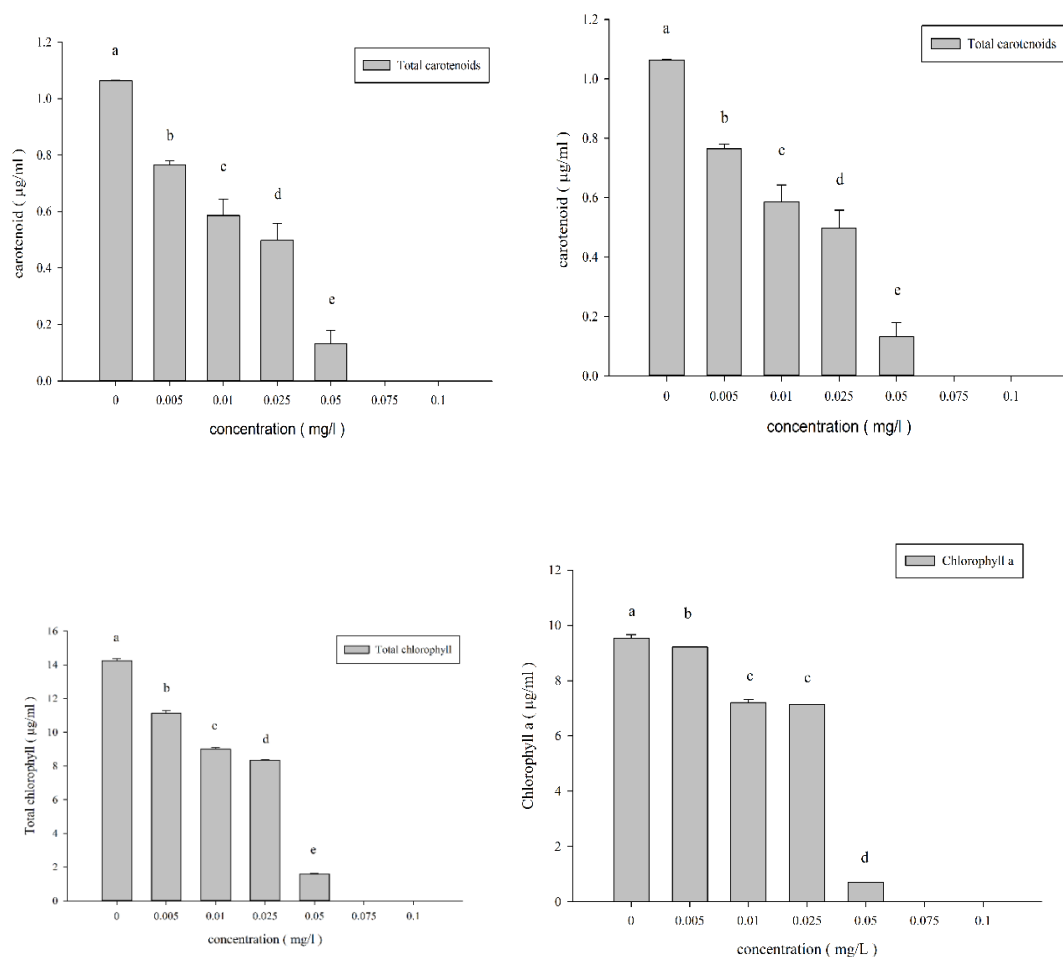 Total carotenoids
a
b
c
d
e
1.2
1.0
0.8
0.6
0.4
0.2
0.0
carotenoid ( µg/ml )
0 0.005 0.01 0.025 0.05 0.075 0.1
concentration ( mg/l )
Total carotenoids
a
b
c
d
e
1.2
1.0
0.8
0.6
0.4
0.2
0.0
carotenoid ( µg/ml )
0 0.005 0.01 0.025 0.05 0.075 0.1
concentration ( mg/l )
Total chlorophyll
a
b
c
d
e
16
14
12
10
8
6
4
2
0
Total chlorophyll ( µg/ml )
0 0.005 0.01 0.025 0.05 0.075 0.1
concentration ( mg/l )
Chlorophyll a
a
b
c
c
d
12
10
8
6
4
2
0
Chlorophyll a ( µg/ml )
0 0.005 0.01 0.025 0.05 0.075 0.1
concentration ( mg/L )